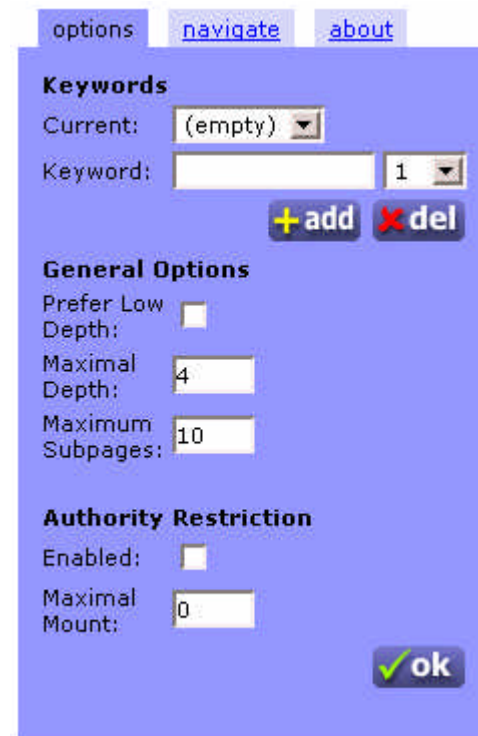 options navigate about
Keywords
Current: (empty)
Keyword: 1
add del
General Options
Prefer Low
Depth:
Maximal
Depth: 4
Maximum
Subpages: 10
Authority Restriction
Enabled:
Maximal
Mount: 0
ok